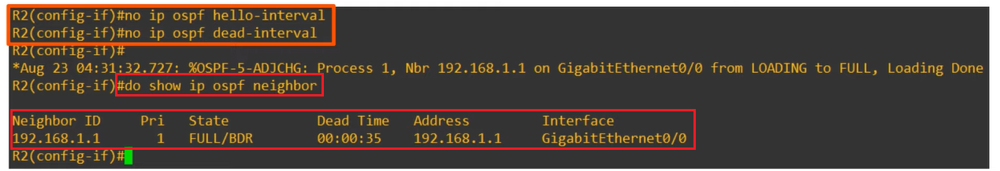 R2(config-if)#no ip ospf hello-interval
R2(config-if)#no ip ospf dead-interval
R2(config-if)#
*Aug 23 04:31:32.727: %OSPF-5-ADJCHG: Process 1, Nbr 192.168.1.1 on GigabitEthernet0/0 from LOADING to FULL, Loading Done
R2(config-if)#do show ip ospf neighbor
Neighbor ID     Pri   State           Dead Time   Address         Interface
192.168.1.1       1   FULL/BDR        00:00:35    192.168.1.1     GigabitEthernet0/0
R2(config-if)#